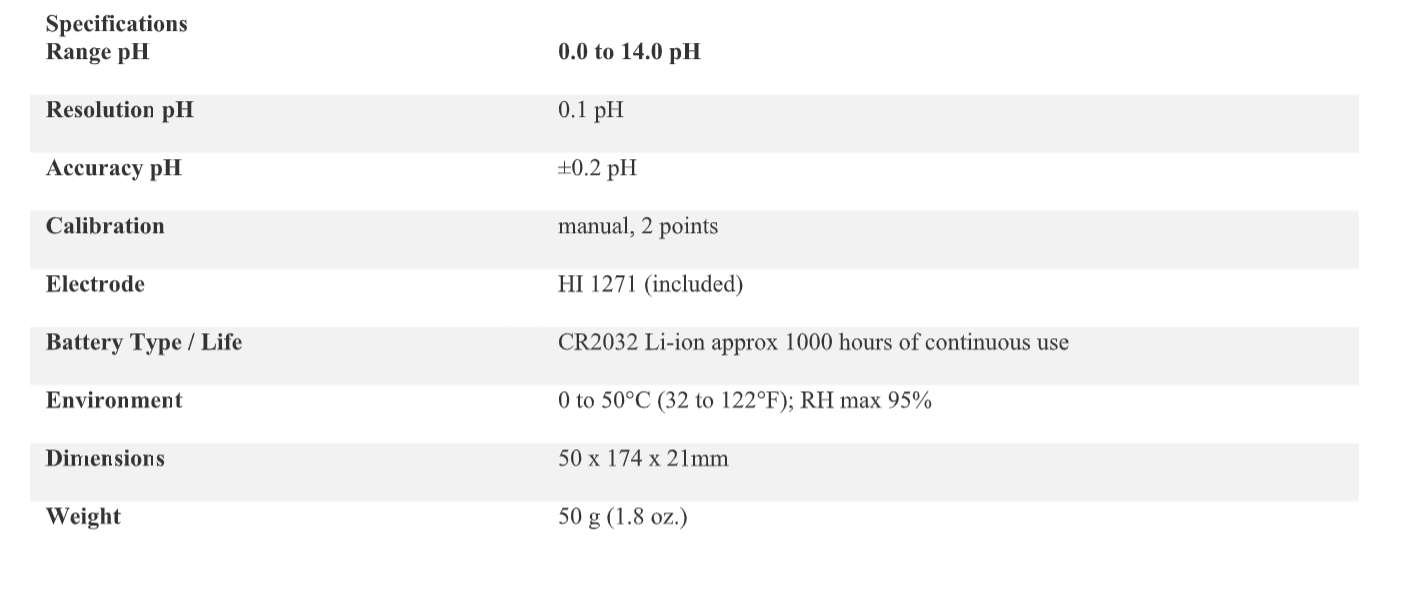 Specifications
Range pH 0.0 to 14.0 pH
Resolution pH 0.1 pH
Accuracy pH ±0.2 pH
Calibration manual, 2 points
Electrode HI 1271 (included)
Battery Type / Life CR2032 Li-ion approx 1000 hours of continuous use
Environment 0 to 50°C (32 to 122°F); RH max 95%
Dimensions 50 x 174 x 21mm
Weight 50 g (1.8 oz.)